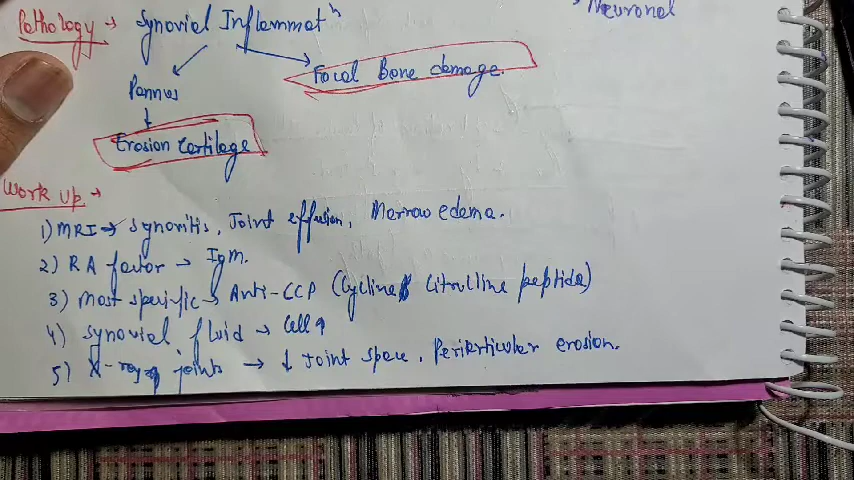 Neuronal
Pathology → Synovial Inflammatn
Focal Bone damage.
Pannus
↓
Erosion Cartilage
Work up →
1) MRI → Synovitis, Joint effusion, Marrow edema.
2) RA factor → IgM.
3) Most specific → Anti-CCP (Cycline Citrulline peptide)
4) Synovial fluid → Cell ↑
5) X-ray joints → ↓ Joint space, Periarticular erosion.